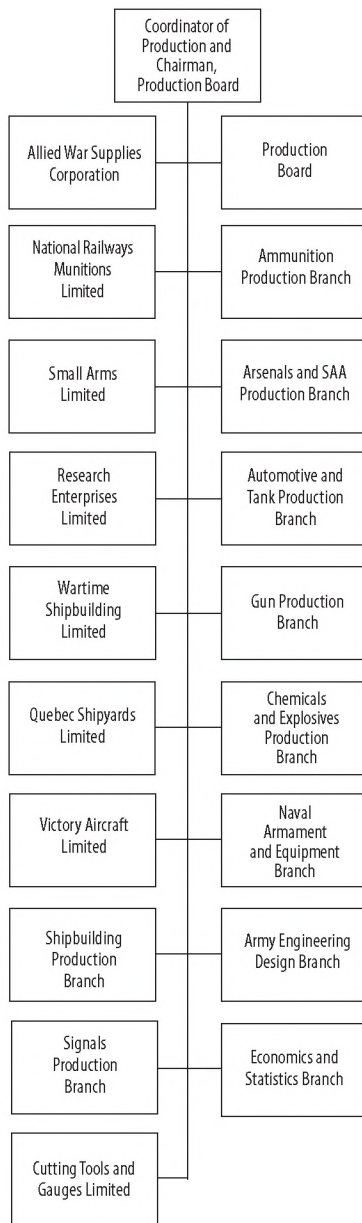 Coordinator of
Production and
Chairman,
Production Board
Allied War Supplies
Corporation
Production
Board
National Railways
Munitions
Limited
Ammunition
Production Branch
Small Arms
Limited
Arsenals and SAA
Production Branch
Research
Enterprises
Limited
Automotive and
Tank Production
Branch
Wartime
Shipbuilding
Limited
Gun Production
Branch
Quebec Shipyards
Limited
Chemicals
and Explosives
Production
Branch
Victory Aircraft
Limited
Naval
Armament
and Equipment
Branch
Shipbuilding
Production
Branch
Army Engineering
Design Branch
Signals
Production
Branch
Economics and
Statistics Branch
Cutting Tools and
Gauges Limited